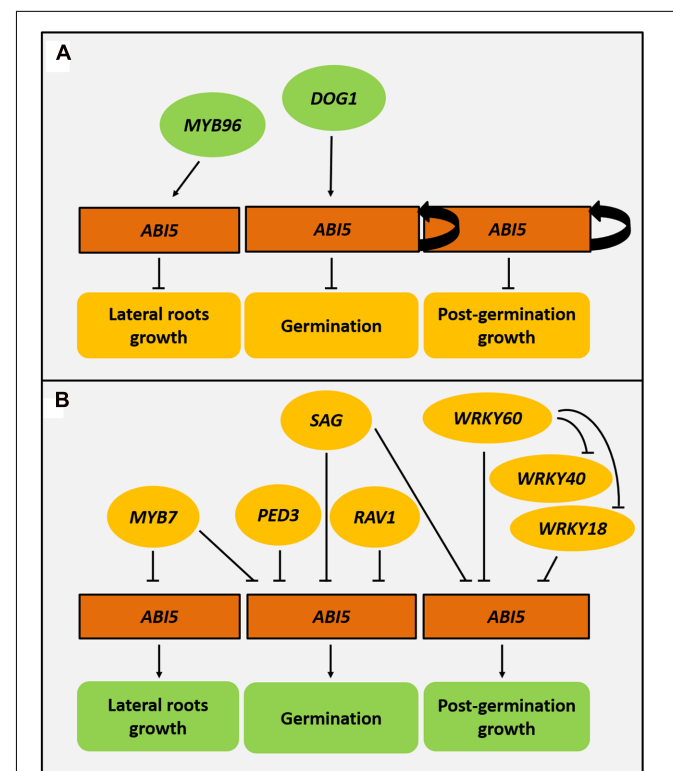 A
DOG1
MYB96
ABI5
ABI5
ABI5
Lateral roots
growth
Germination
Post-germination
growth
B
SAG
WRKY60
WRKY40
MYB7
PED3
RAV1
WRKY18
ABI5
ABI5
ABI5
Lateral roots
growth
Germination
Post-germination
growth